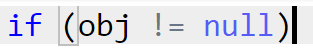 if (obj != null)